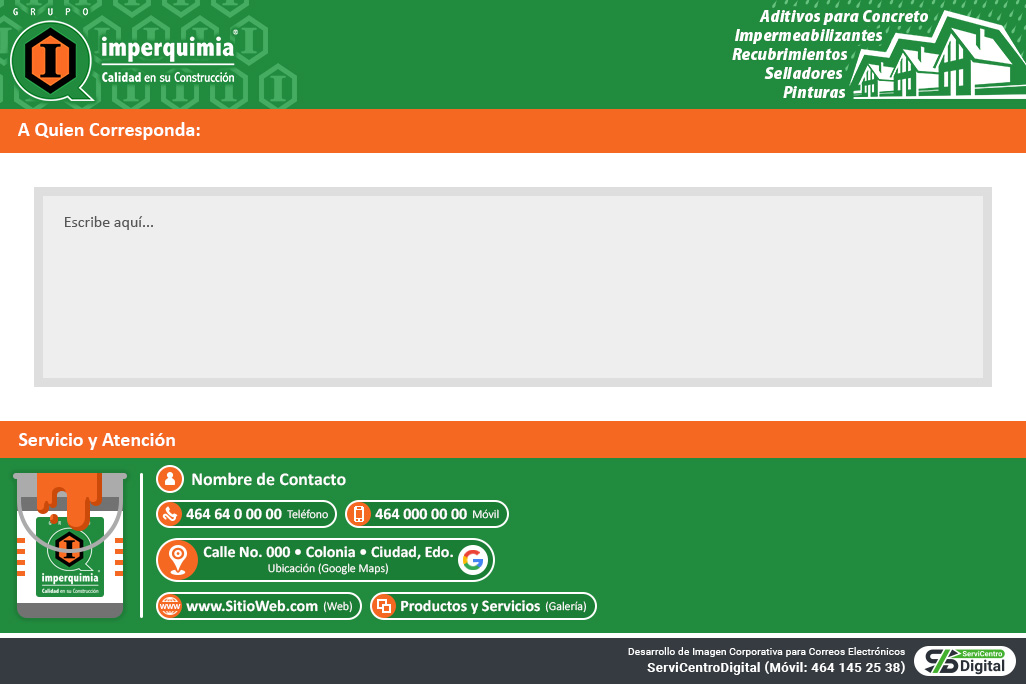 GRUPO
imperquimia®
Calidad en su Construcción
Aditivos para Concreto
Impermeabilizantes
Recubrimientos
Selladores
Pinturas
A Quien Corresponda:
Escribe aquí...
Servicio y Atención
GRUPO
imperquimia
Calidad en su Construcción
Nombre de Contacto
464 64 0 00 00 Teléfono
464 000 00 00 Móvil
Calle No. 000 • Colonia • Ciudad, Edo.
Ubicación (Google Maps)
G
www www.SitioWeb.com (Web)
Productos y Servicios (Galería)
Desarrollo de Imagen Corporativa para Correos Electrónicos
ServiCentroDigital (Móvil: 464 145 25 38)
ServiCentro
Digital